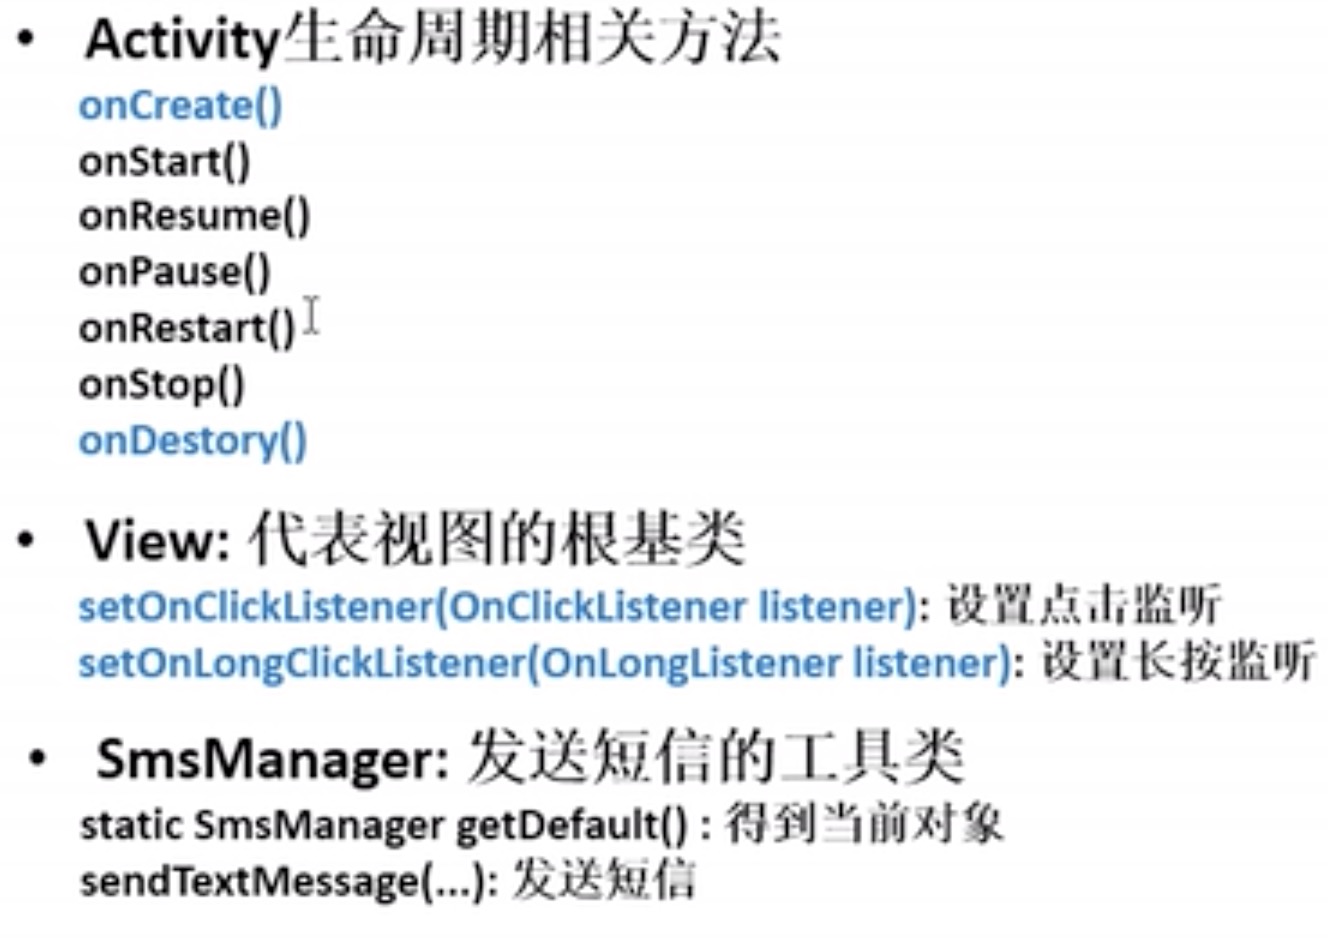 • Activity生命周期相关方法
onCreate()
onStart()
onResume()
onPause()
onRestart()
onStop()
onDestory()
• View: 代表视图的根基类
setOnClickListener(OnClickListener listener): 设置点击监听
setOnLongClickListener(OnLongListener listener): 设置长按监听
• SmsManager: 发送短信的工具类
static SmsManager getDefault() : 得到当前对象
sendTextMessage(...): 发送短信